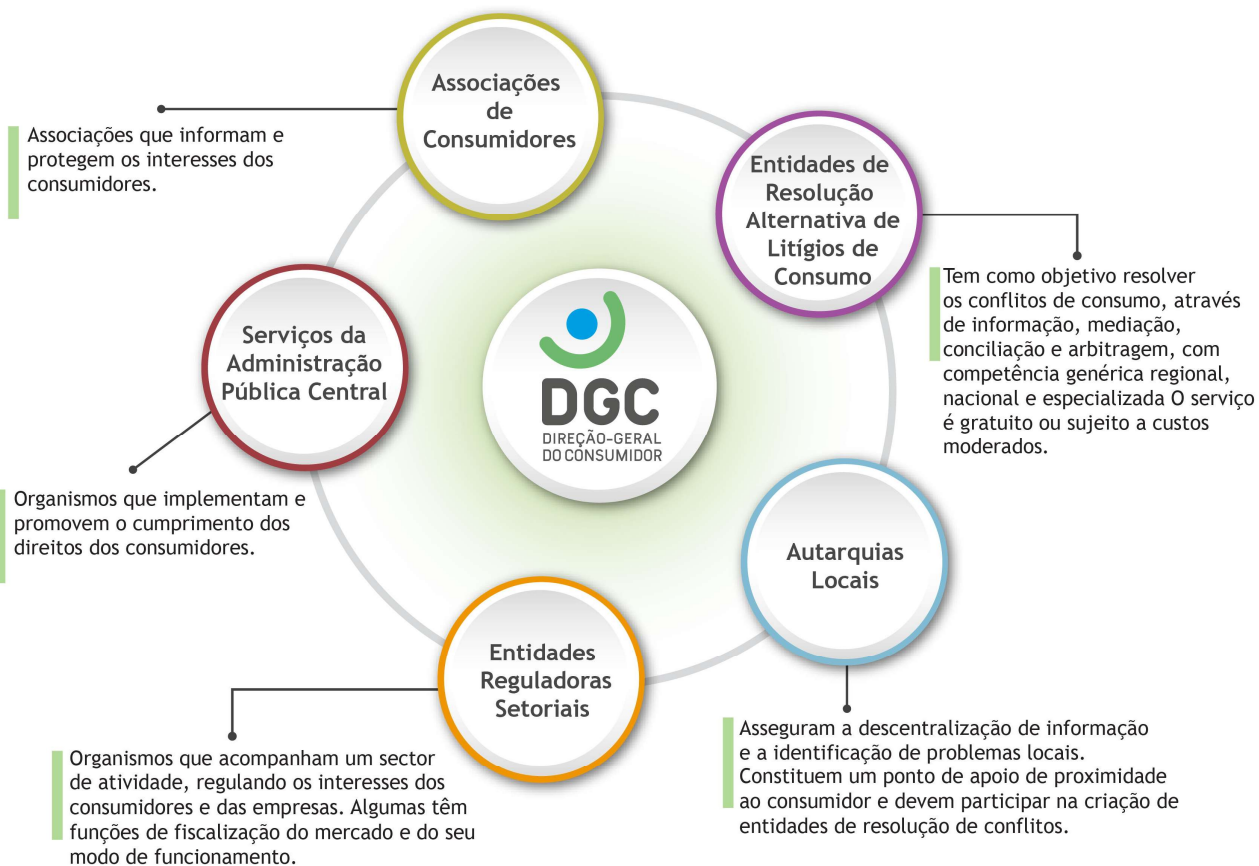 Associações
de
Consumidores
Associações que informam e
protegem os interesses dos
consumidores.
Entidades de
Resolução
Alternativa de
Litígios de
Consumo
Tem como objetivo resolver
os conflitos de consumo, através
de informação, mediação,
conciliação e arbitragem, com
competência genérica regional,
nacional e especializada O serviço
é gratuito ou sujeito a custos
moderados.
Serviços da
Administração
Pública Central
Organismos que implementam e
promovem o cumprimento dos
direitos dos consumidores.
DGC
DIREÇÃO-GERAL
DO CONSUMIDOR
Autarquias
Locais
Asseguram a descentralização de informação
e a identificação de problemas locais.
Constituem um ponto de apoio de proximidade
ao consumidor e devem participar na criação de
entidades de resolução de conflitos.
Entidades
Reguladoras
Setoriais
Organismos que acompanham um sector
de atividade, regulando os interesses dos
consumidores e das empresas. Algumas têm
funções de fiscalização do mercado e do seu
modo de funcionamento.